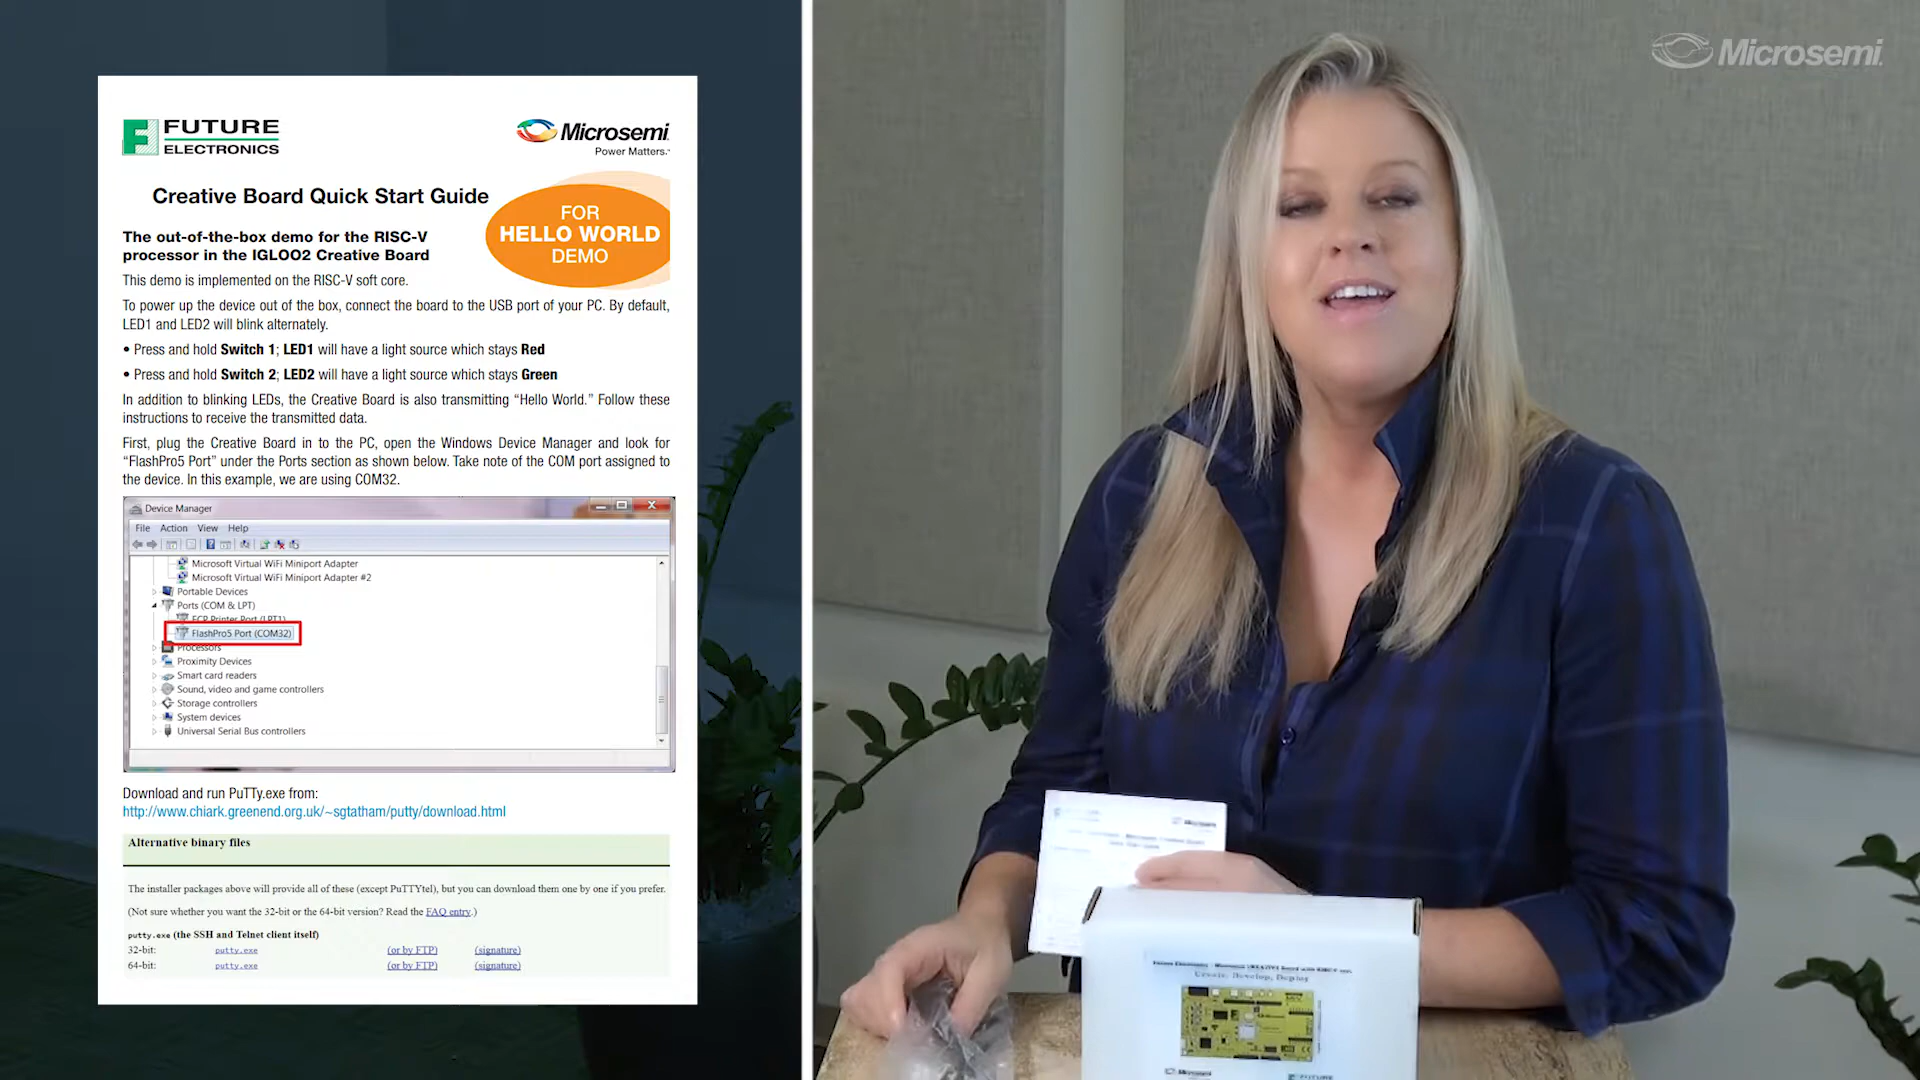 FUTURE
ELECTRONICS
Microsemi
Power Matters.
Creative Board Quick Start Guide
FOR
HELLO WORLD
DEMO
The out-of-the-box demo for the RISC-V
processor in the IGLOO2 Creative Board
This demo is implemented on the RISC-V soft core.
To power up the device out of the box, connect the board to the USB port of your PC. By default,
LED1 and LED2 will blink alternately.
• Press and hold Switch 1; LED1 will have a light source which stays Red
• Press and hold Switch 2; LED2 will have a light source which stays Green
In addition to blinking LEDs, the Creative Board is also transmitting “Hello World.” Follow these
instructions to receive the transmitted data.
First, plug the Creative Board in to the PC, open the Windows Device Manager and look for
“FlashPro5 Port” under the Ports section as shown below. Take note of the COM port assigned to
the device. In this example, we are using COM32.
Device Manager
File Action View Help
Microsoft Virtual WiFi Miniport Adapter
Microsoft Virtual WiFi Miniport Adapter #2
Portable Devices
Ports (COM & LPT)
ECP Printer Port (LPT1)
FlashPro5 Port (COM32)
Processors
Proximity Devices
Smart card readers
Sound, video and game controllers
Storage controllers
System devices
Universal Serial Bus controllers
Download and run PuTTy.exe from:
http://www.chiark.greenend.org.uk/~sgtatham/putty/download.html
Alternative binary files
The installer packages above will provide all of these (except PuTTYtel), but you can download them one by one if you prefer.
(Not sure whether you want the 32-bit or the 64-bit version? Read the FAQ entry.)
putty.exe (the SSH and Telnet client itself)
32-bit: putty.exe (or by FTP) (signature)
64-bit: putty.exe (or by FTP) (signature)
Microsemi
Microsemi
Create, Develop, Deploy
Microsemi
FUTURE